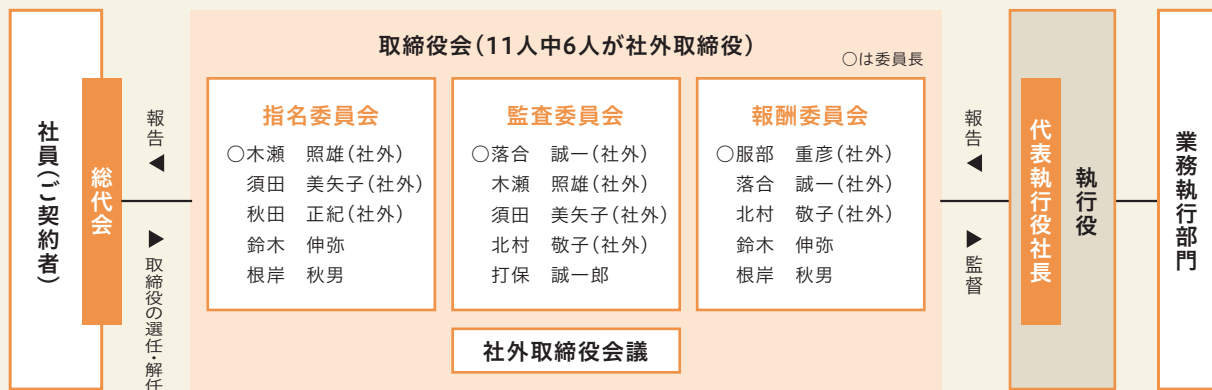 社員（ご契約者）
総代会
報告
◀
▶
取締役の選任・解任
取締役会（11人中6人が社外取締役）
○は委員長
指名委員会
○木瀬　照雄（社外）
須田　美矢子（社外）
秋田　正紀（社外）
鈴木　伸弥
根岸　秋男
監査委員会
○落合　誠一（社外）
木瀬　照雄（社外）
須田　美矢子（社外）
北村　敬子（社外）
打保　誠一郎
報酬委員会
○服部　重彦（社外）
落合　誠一（社外）
北村　敬子（社外）
鈴木　伸弥
根岸　秋男
社外取締役会議
報告
◀
▶
監督
代表執行役社長
執行役
業務執行部門